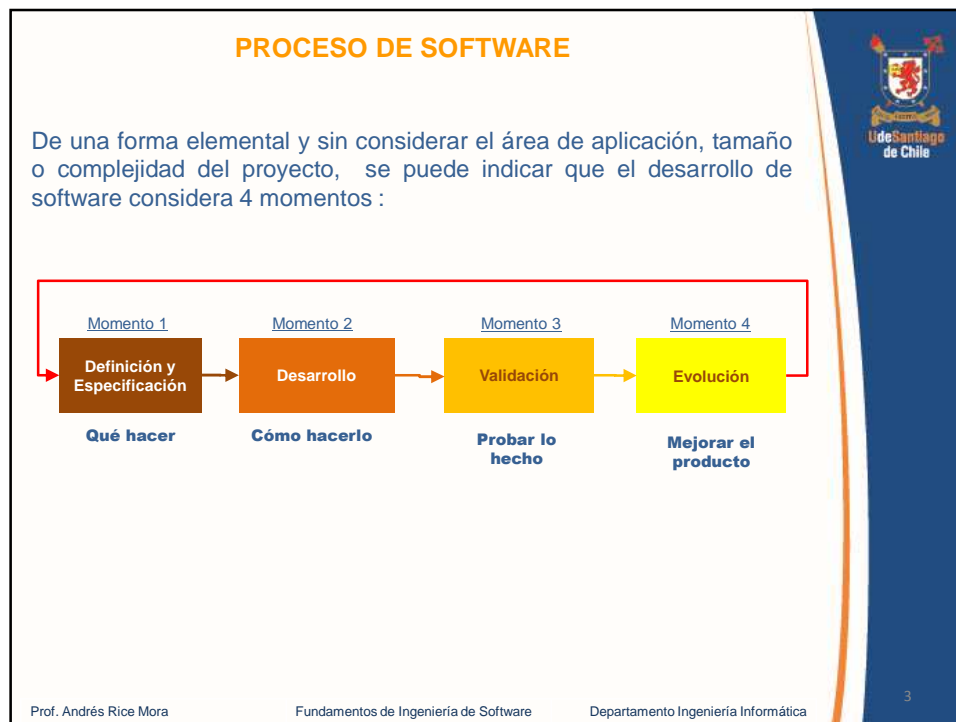 PROCESO DE SOFTWARE
UdeSantiago
de Chile
De una forma elemental y sin considerar el área de aplicación, tamaño
o complejidad del proyecto, se puede indicar que el desarrollo de
software considera 4 momentos :
Momento 1
Momento 2
Momento 3
Momento 4
Definición y
Especificación
Desarrollo
Validación
Evolución
Qué hacer
Cómo hacerlo
Probar lo
hecho
Mejorar el
producto
Prof. Andrés Rice Mora
Fundamentos de Ingeniería de Software
Departamento Ingeniería Informática
3